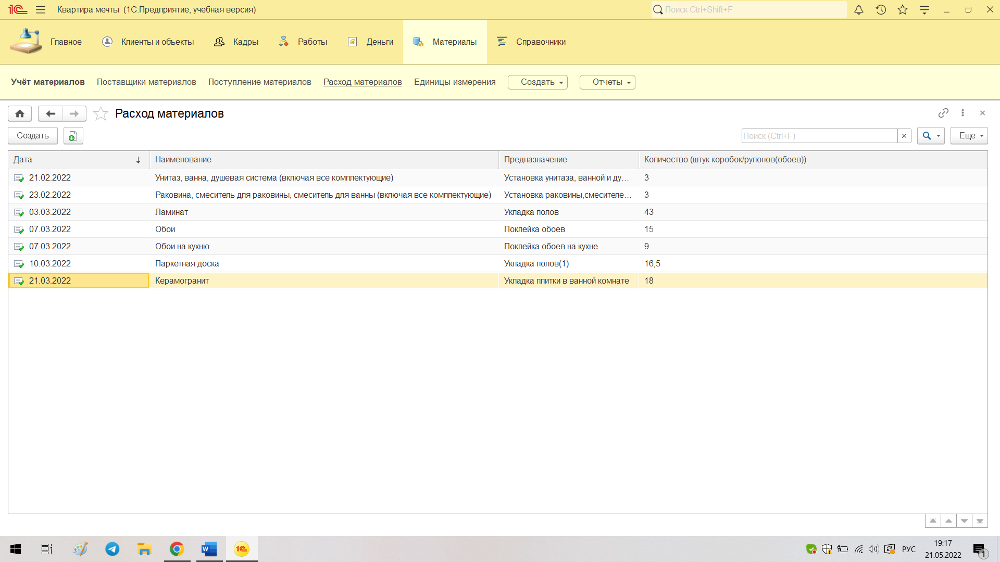 1С Квартира мечты (1С:Предприятие, учебная версия) Поиск Ctrl+Shift+F
Главное Клиенты и объекты Кадры Работы Деньги Материалы Справочники
Учёт материалов Поставщики материалов Поступление материалов Расход материалов Единицы измерения Создать Отчеты
Расход материалов
Создать Поиск (Ctrl+F) × Еще
Дата ↓ Наименование Предназначение Количество (штук коробок/рулонов(обоев))
21.02.2022 Унитаз, ванна, душевая система (включая все комплектующие) Установка унитаза, ванной и ду... 3
23.02.2022 Раковина, смеситель для раковины, смеситель для ванны (включая все комплектующие) Установка раковины,смесителе... 3
03.03.2022 Ламинат Укладка полов 43
07.03.2022 Обои Поклейка обоев 15
07.03.2022 Обои на кухню Поклейка обоев на кухне 9
10.03.2022 Паркетная доска Укладка полов(1) 16,5
21.03.2022 Керамогранит Укладка плитки в ванной комнате 18
W 1С РУС 19:17
21.05.2022 1